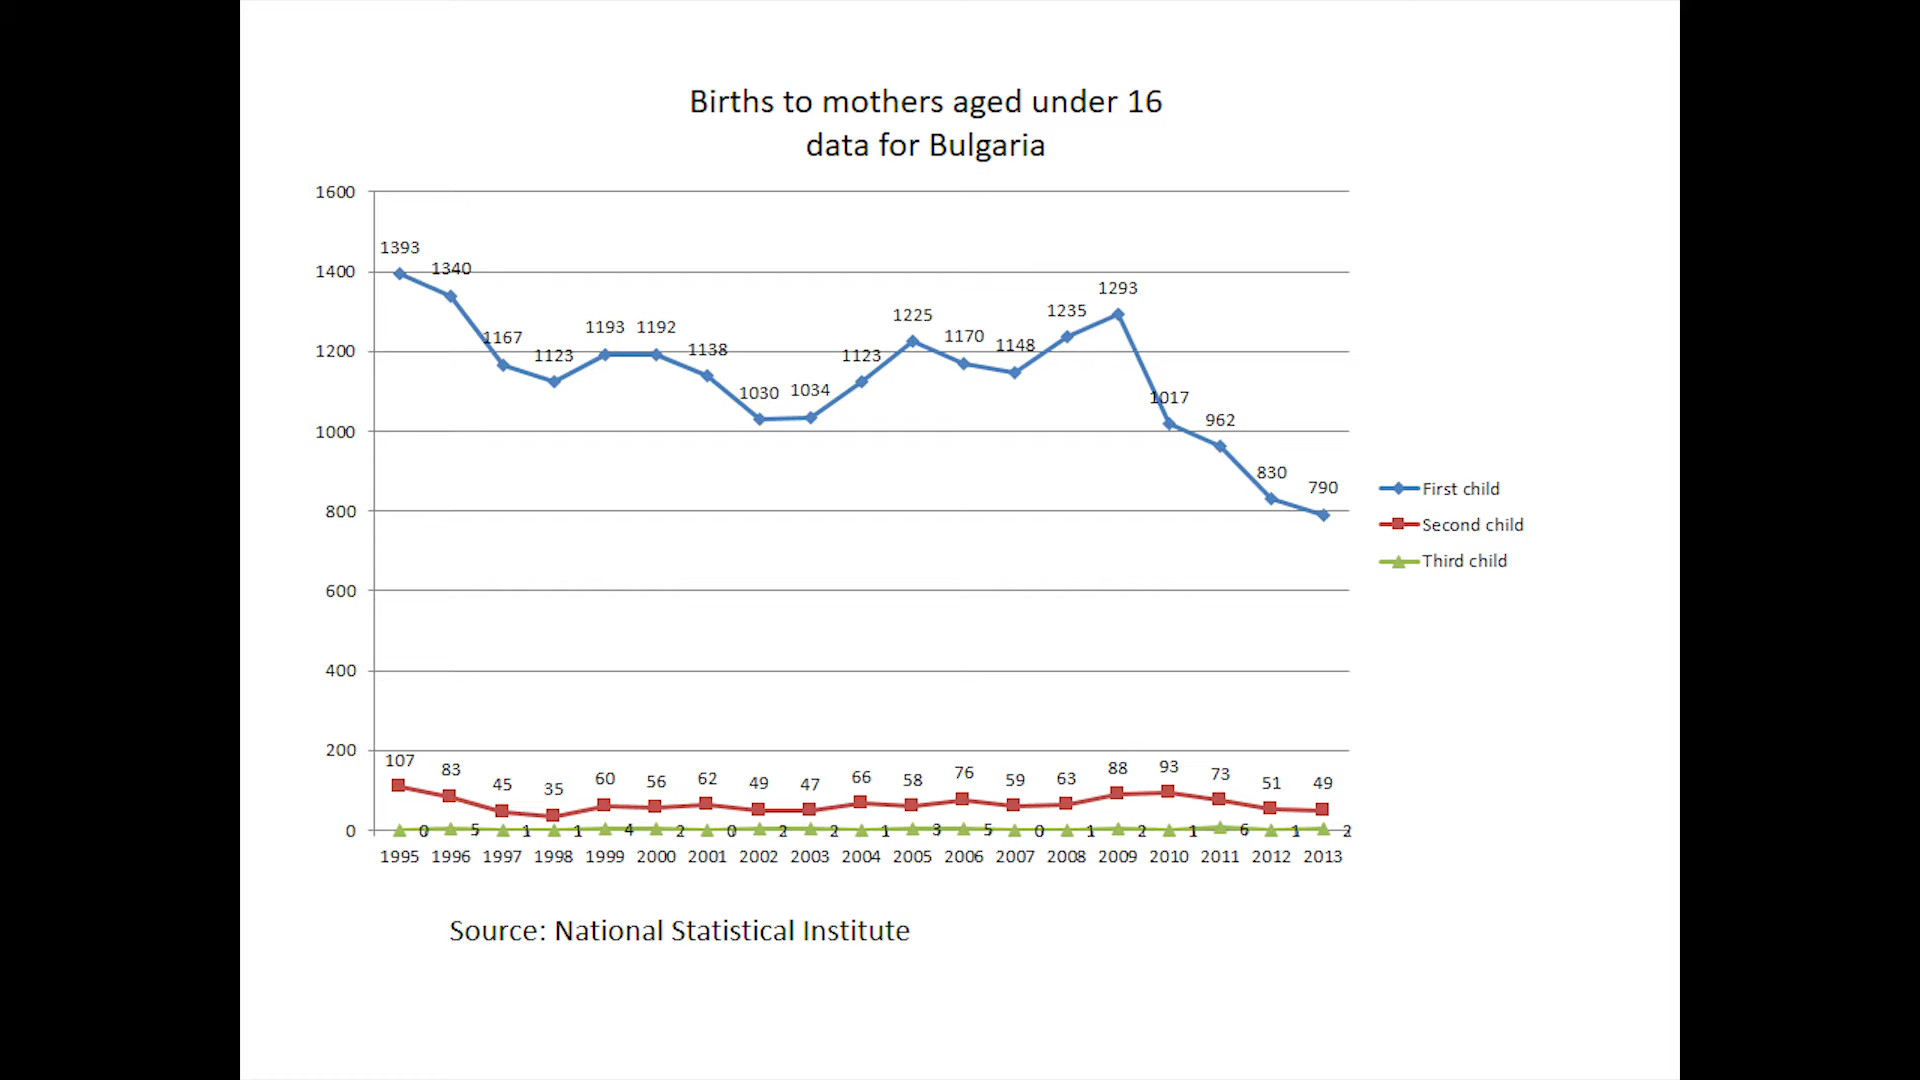 Births to mothers aged under 16
data for Bulgaria
1600
1400
1200
1000
800
600
400
200
0
1393 1340 1167 1123 1193 1192 1138 1030 1034 1123 1225 1170 1148 1235 1293 1017 962 830 790
107 83 45 35 60 56 62 49 47 66 58 76 59 63 88 93 73 51 49
0 5 1 1 4 2 0 2 2 1 3 5 0 1 2 1 6 1 2
1995 1996 1997 1998 1999 2000 2001 2002 2003 2004 2005 2006 2007 2008 2009 2010 2011 2012 2013
First child
Second child
Third child
Source: National Statistical Institute